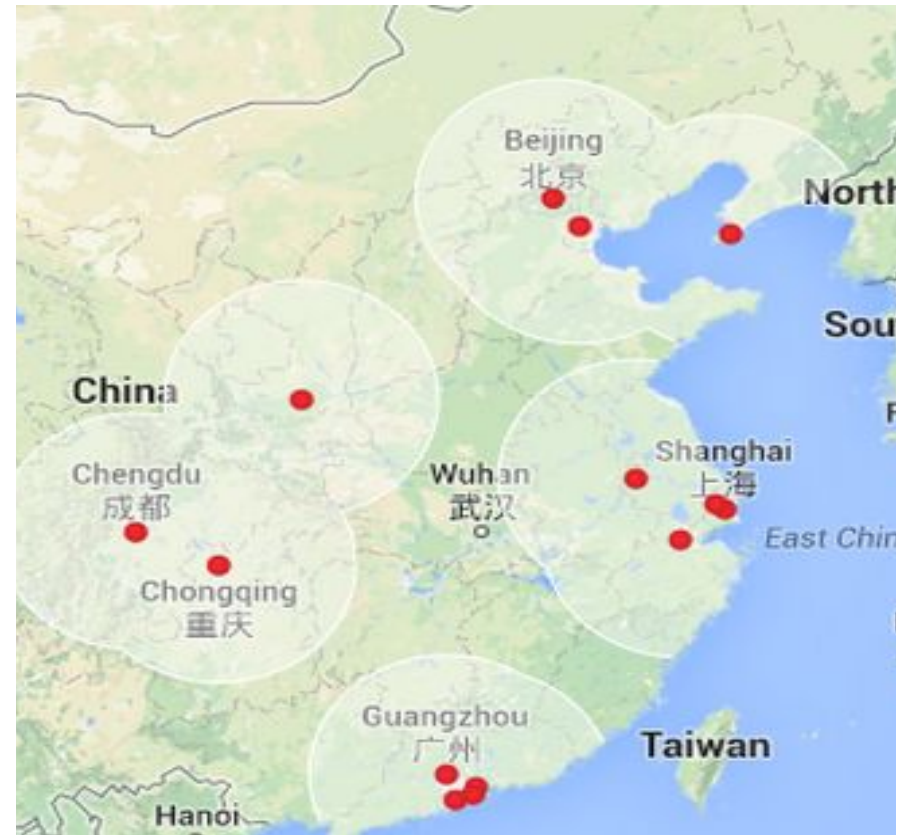 Beijing
北京
North
Sou
China
Chengdu
成都
Wuhan
武汉
Shanghai
上海
East Chin
Chongqing
重庆
Guangzhou
广州
Taiwan
Hanoi